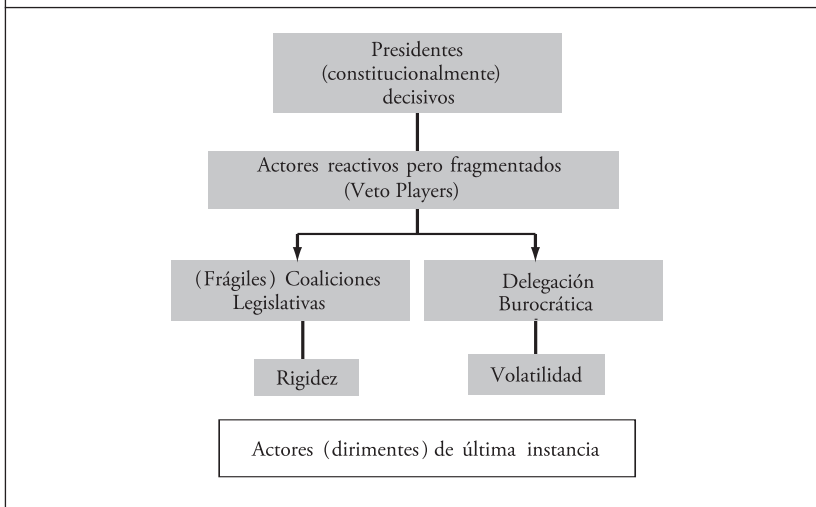 Presidentes
(constitucionalmente)
decisivos
Actores reactivos pero fragmentados
(Veto Players)
(Frágiles) Coaliciones
Legislativas
Delegación
Burocrática
Rigidez
Volatilidad
Actores (dirimentes) de última instancia